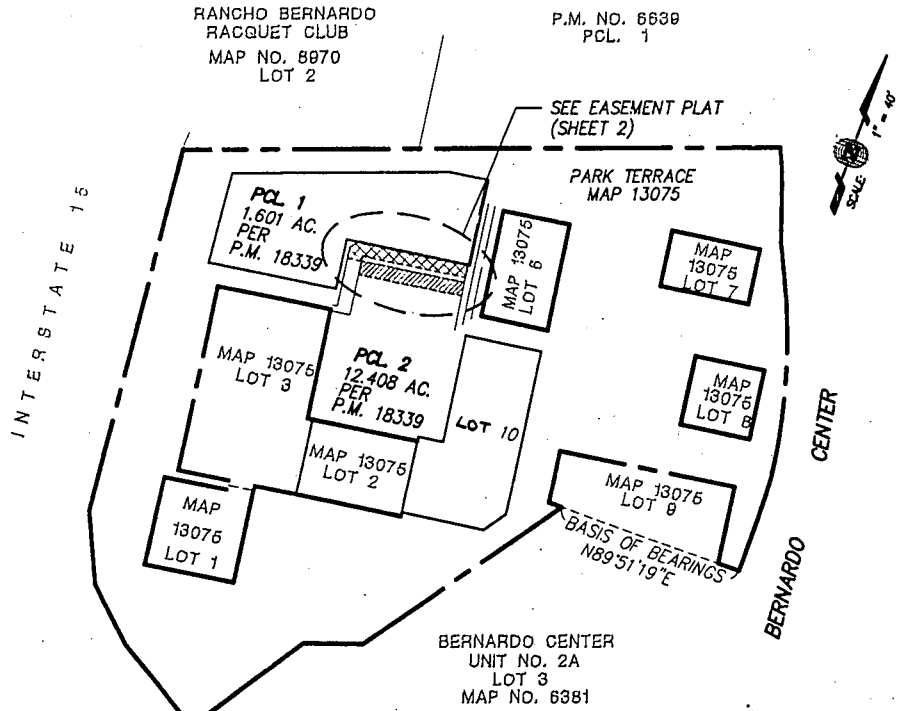 RANCHO BERNARDO
RACQUET CLUB
MAP NO. 8970
LOT 2
P.M. NO. 6639
PCL. 1
SEE EASEMENT PLAT
(SHEET 2)
1" = 40'
SCALE:
PARK TERRACE
MAP 13075
INTERSTATE 15
PCL. 1
1.601 AC.
PER
P.M. 18339
MAP 13075
LOT 6
MAP
13075
LOT 7
MAP 13075
LOT 3
PCL. 2
12.408 AC.
PER
P.M. 18339
LOT 10
MAP
13075
LOT 8
MAP 13075
LOT 2
MAP
13075
LOT 1
MAP 13075
LOT 9
BASIS OF BEARINGS
N89°51'19"E
BERNARDO CENTER
BERNARDO CENTER
UNIT NO. 2A
LOT 3
MAP NO. 6381